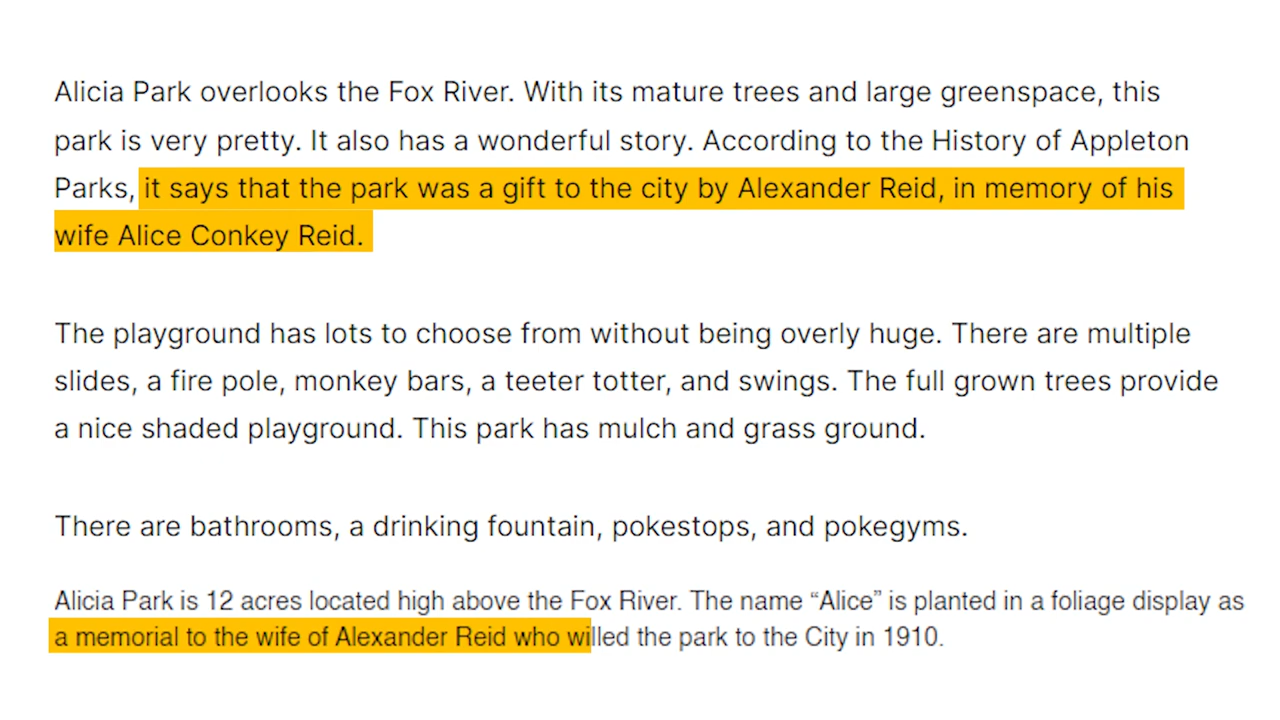 Alicia Park overlooks the Fox River. With its mature trees and large greenspace, this
park is very pretty. It also has a wonderful story. According to the History of Appleton
Parks, it says that the park was a gift to the city by Alexander Reid, in memory of his
wife Alice Conkey Reid.
The playground has lots to choose from without being overly huge. There are multiple
slides, a fire pole, monkey bars, a teeter totter, and swings. The full grown trees provide
a nice shaded playground. This park has mulch and grass ground.
There are bathrooms, a drinking fountain, pokestops, and pokegyms.
Alicia Park is 12 acres located high above the Fox River. The name “Alice” is planted in a foliage display as
a memorial to the wife of Alexander Reid who willed the park to the City in 1910.